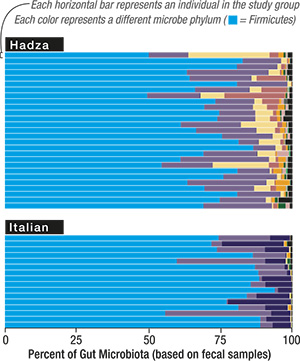 Each horizontal bar represents an individual in the study group
Each color represents a different microbe phylum ( = Firmicutes)
Hadza
Italian
0 25 50 75 100
Percent of Gut Microbiota (based on fecal samples)